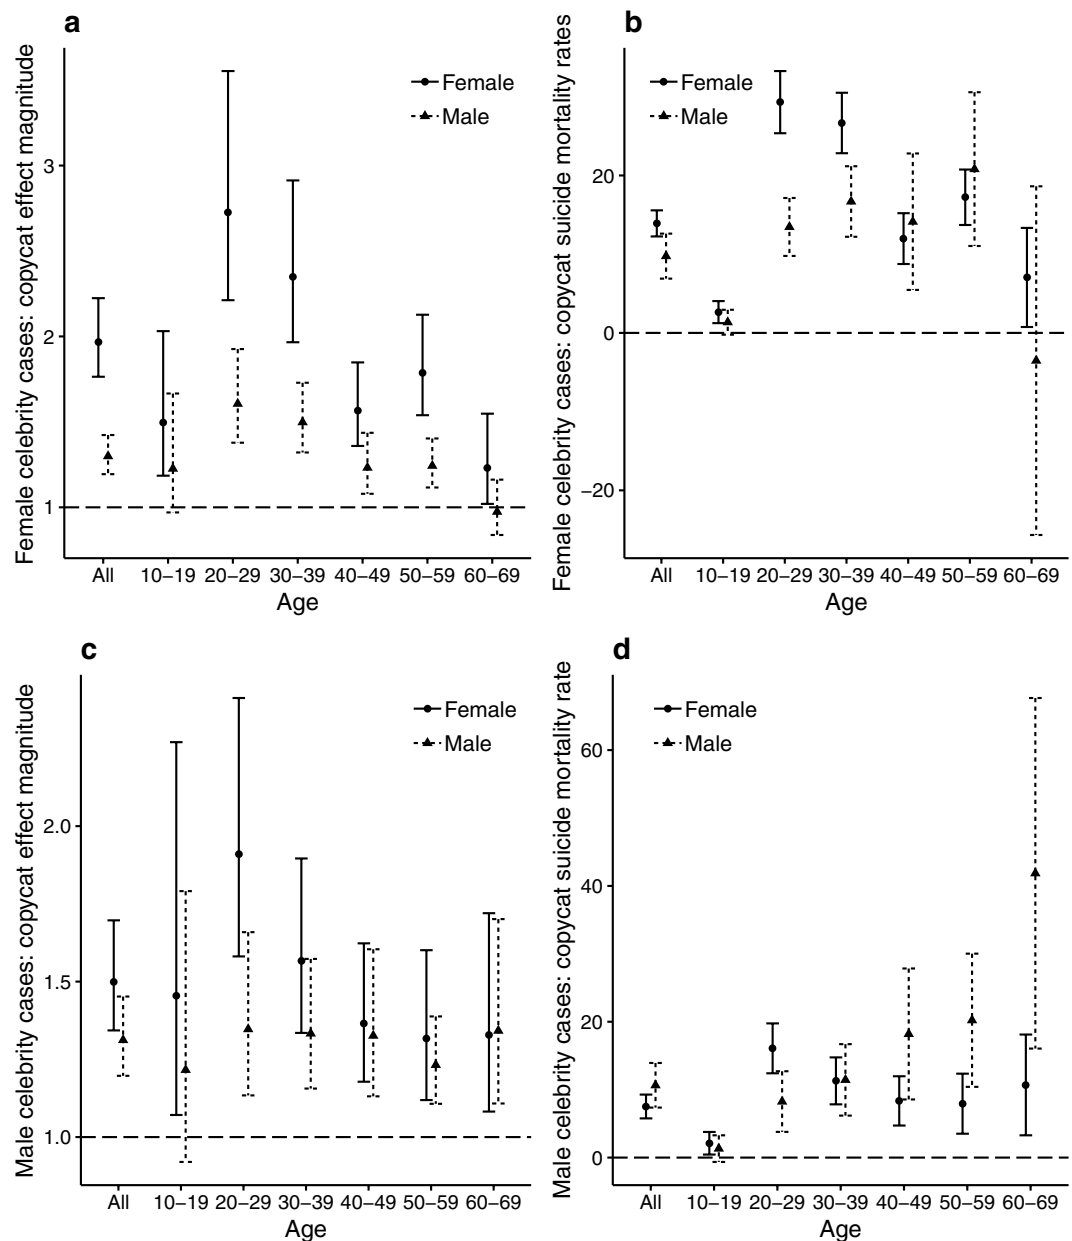 a
Female celebrity cases: copycat effect magnitude
Female
Male
3
2
1
All 10–19 20–29 30–39 40–49 50–59 60–69
Age
b
Female celebrity cases: copycat suicide mortality rates
Female
Male
20
0
−20
All 10–19 20–29 30–39 40–49 50–59 60–69
Age
c
Male celebrity cases: copycat effect magnitude
Female
Male
2.0
1.5
1.0
All 10–19 20–29 30–39 40–49 50–59 60–69
Age
d
Male celebrity cases: copycat suicide mortality rate
Female
Male
60
40
20
0
All 10–19 20–29 30–39 40–49 50–59 60–69
Age